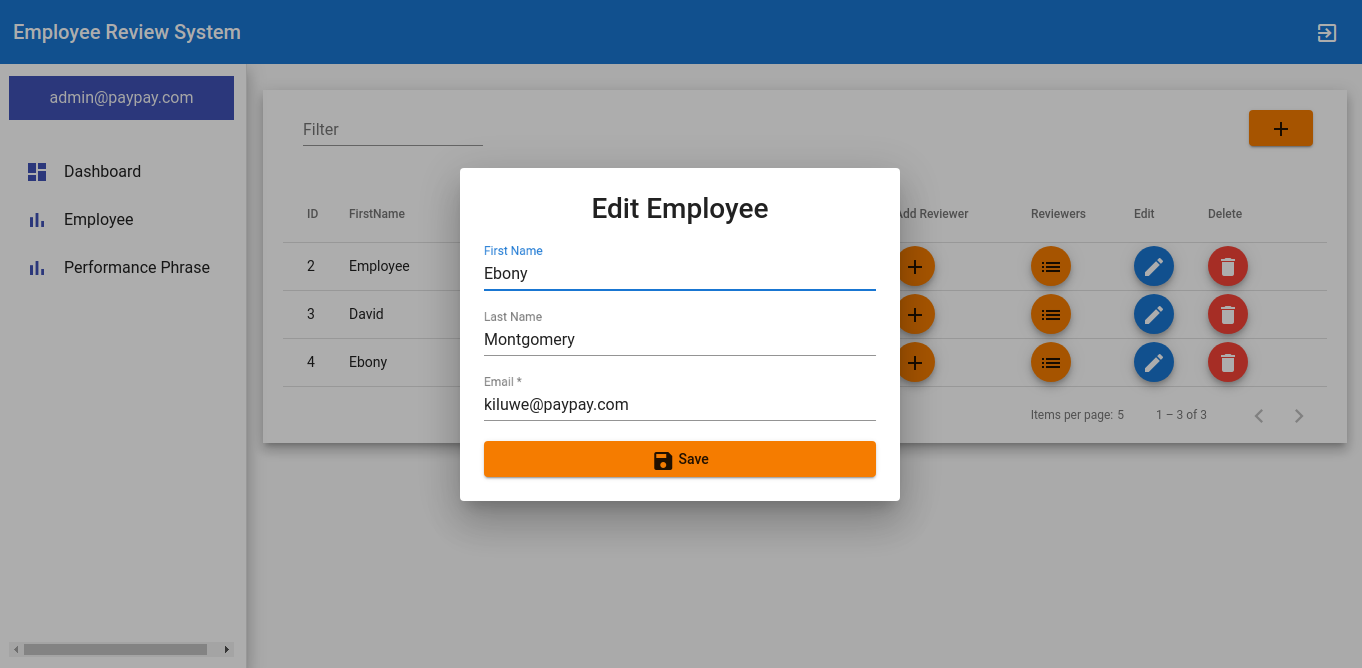 Employee Review System
admin@paypay.com
Dashboard
Employee
Performance Phrase
Filter
ID FirstName Add Reviewer Reviewers Edit Delete
2 Employee
3 David
4 Ebony
Items per page: 5 1 – 3 of 3
Edit Employee
First Name
Ebony
Last Name
Montgomery
Email *
kiluwe@paypay.com
Save